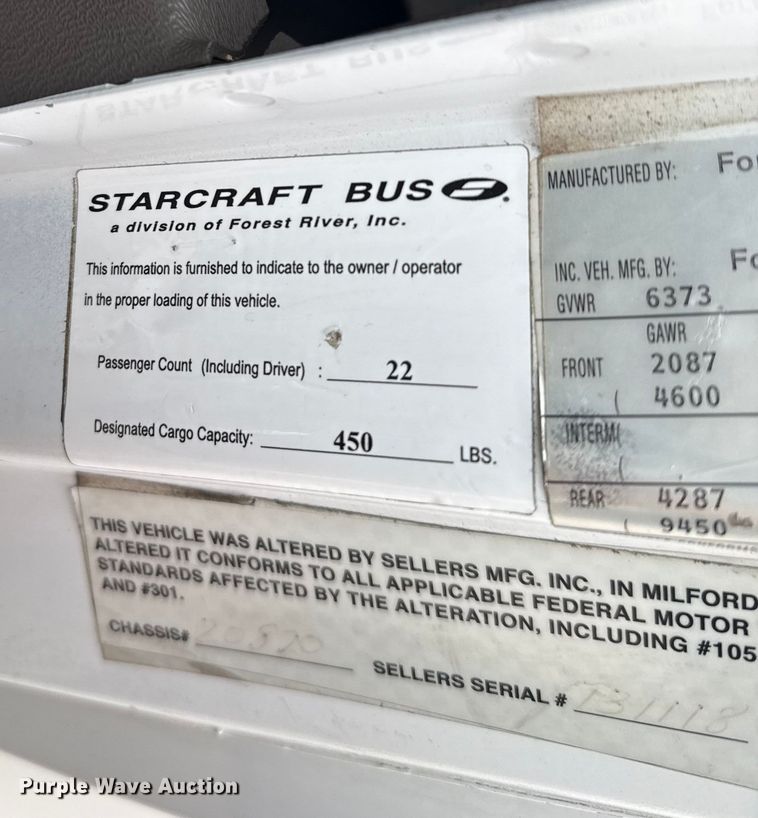 STARCRAFT BUS
a division of Forest River, Inc.
This information is furnished to indicate to the owner / operator
in the proper loading of this vehicle.
Passenger Count (Including Driver) : 22
Designated Cargo Capacity: 450 LBS.
MANUFACTURED BY: Fo
INC. VEH. MFG. BY: Fo
GVWR 6373
GAWR
FRONT 2087
( 4600
INTERM(
(
REAR 4287
( 9450
THIS VEHICLE WAS ALTERED BY SELLERS MFG. INC., IN MILFORD
ALTERED IT CONFORMS TO ALL APPLICABLE FEDERAL MOTOR
STANDARDS AFFECTED BY THE ALTERATION, INCLUDING #105
AND #301.
CHASSIS#
SELLERS SERIAL #
Purple Wave Auction